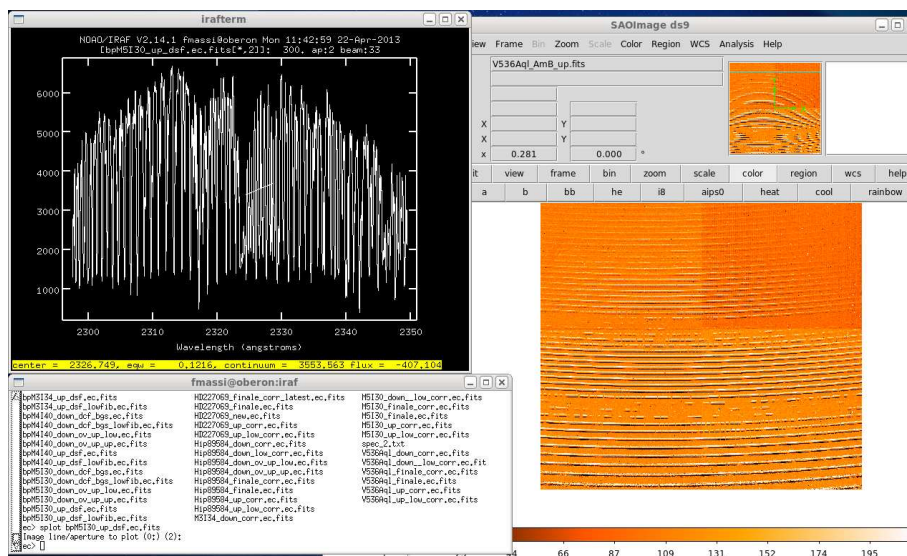 irafterm
NOAO/IRAF V2.14.1 fmassi@oberon Mon 11:42:59 22-Apr-2013
[bpM5I30_up_dsf.ec.fits[*,2]]: 300. ap:2 beam:33
6000
5000
4000
3000
2000
1000
2300 2310 2320 2330 2340 2350
Wavelength (angstroms)
center = 2326.749, eqw = 0.1216, continuum = 3553.563 flux = -407.104
SAOImage ds9
iew Frame Bin Zoom Scale Color Region WCS Analysis Help
V536Aql_AmB_up.fits
X Y
X Y
x 0.281 0.000 °
it view frame bin zoom scale color region wcs help
a b bb he i8 aips0 heat cool rainbow
44 66 87 109 131 152 174 195
fmassi@oberon:iraf
bpM3I34_up_dsf.ec.fits HD227069_finale_corr_latest.ec.fits M5I30_down__low_corr.ec.fits
bpM3I34_up_dsf_lowfib.ec.fits HD227069_finale.ec.fits M5I30_finale_corr.ec.fits
bpM4I40_down_dcf_bgs.ec.fits HD227069_new.ec.fits M5I30_finale.ec.fits
bpM4I40_down_dcf_bgs_lowfib.ec.fits HD227069_up_corr.ec.fits M5I30_up_corr.ec.fits
bpM4I40_down_ov_up_low.ec.fits HD227069_up_low_corr.ec.fits M5I30_up_low_corr.ec.fits
bpM4I40_down_ov_up_up.ec.fits Hip89584_down_corr.ec.fits spec_2.txt
bpM4I40_up_dsf.ec.fits Hip89584_down_low_corr.ec.fits V536Aql_down_corr.ec.fits
bpM4I40_up_dsf_lowfib.ec.fits Hip89584_down_ov_up_low.ec.fits V536Aql_down__low_corr.ec.fit
bpM5I30_down_dcf_bgs.ec.fits Hip89584_down_ov_up_up.ec.fits V536Aql_finale_corr.ec.fits
bpM5I30_down_dcf_bgs_lowfib.ec.fits Hip89584_finale_corr.ec.fits V536Aql_finale.ec.fits
bpM5I30_down_ov_up_low.ec.fits Hip89584_finale.ec.fits V536Aql_up_corr.ec.fits
bpM5I30_down_ov_up_up.ec.fits Hip89584_up_corr.ec.fits V536Aql_up_low_corr.ec.fits
bpM5I30_up_dsf.ec.fits Hip89584_up_low_corr.ec.fits
bpM5I30_up_dsf_lowfib.ec.fits M3I34_down_corr.ec.fits
ec> splot bpM5I30_up_dsf.ec.fits
Image line/aperture to plot (0:) (2):
ec>